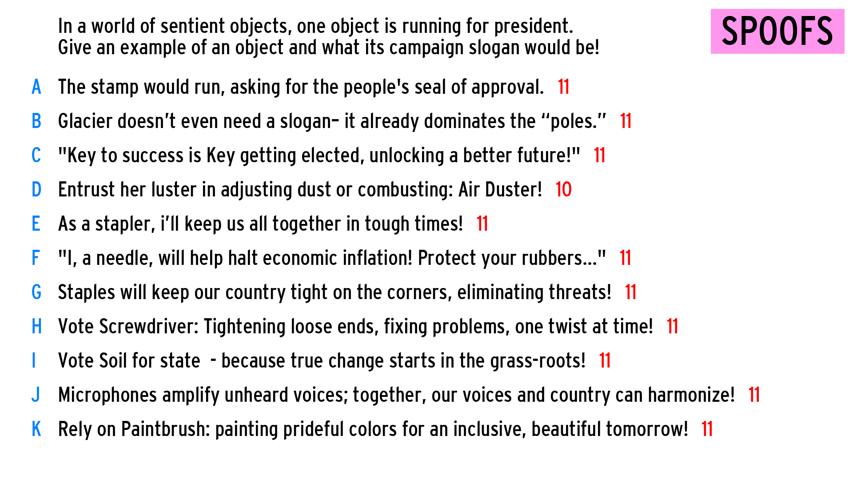 In a world of sentient objects, one object is running for president.
SPOOFS
Give an example of an object and what its campaign slogan would be!
A The stamp would run, asking for the people's seal of approval. 11
B Glacier doesn’t even need a slogan– it already dominates the “poles.” 11
C "Key to success is Key getting elected, unlocking a better future!" 11
D Entrust her luster in adjusting dust or combusting: Air Duster! 10
E As a stapler, i’ll keep us all together in tough times! 11
F "I, a needle, will help halt economic inflation! Protect your rubbers..." 11
G Staples will keep our country tight on the corners, eliminating threats! 11
H Vote Screwdriver: Tightening loose ends, fixing problems, one twist at time! 11
I Vote Soil for state - because true change starts in the grass-roots! 11
J Microphones amplify unheard voices; together, our voices and country can harmonize! 11
K Rely on Paintbrush: painting prideful colors for an inclusive, beautiful tomorrow! 11